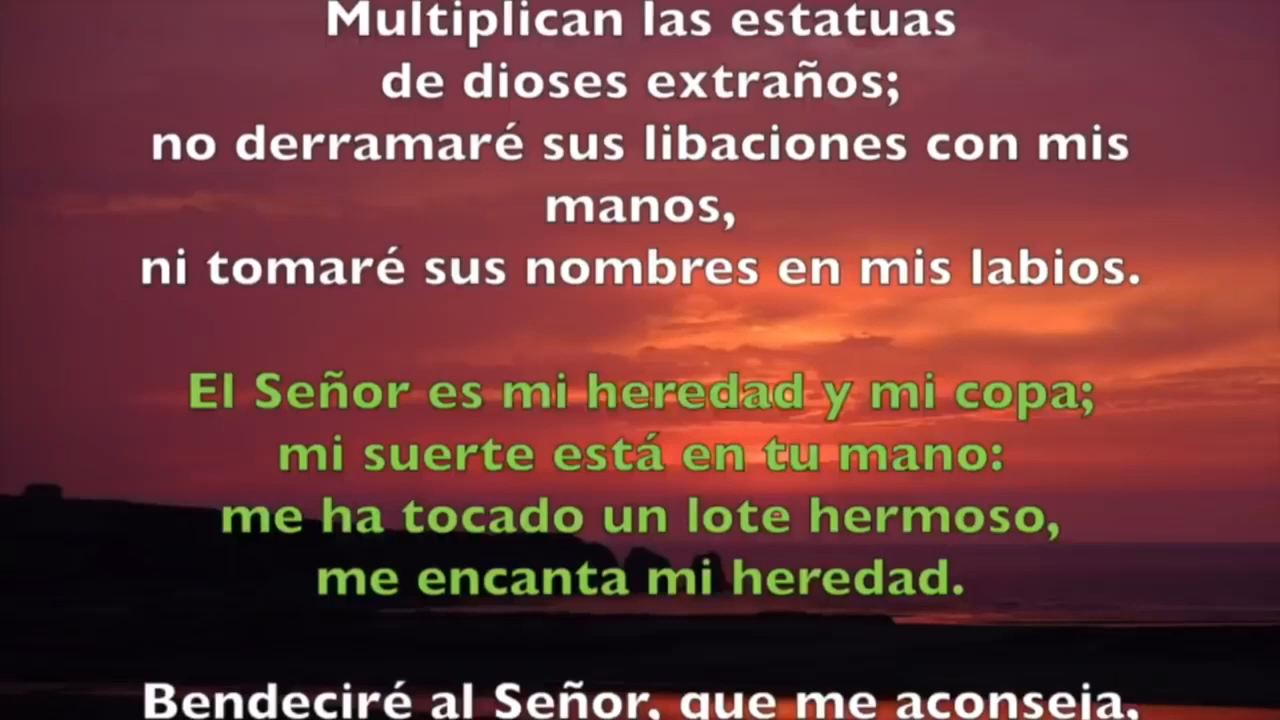 Multiplican las estatuas
de dioses extraños;
no derramaré sus libaciones con mis
manos,
ni tomaré sus nombres en mis labios.
El Señor es mi heredad y mi copa;
mi suerte está en tu mano:
me ha tocado un lote hermoso,
me encanta mi heredad.
Bendeciré al Señor, que me aconseja,